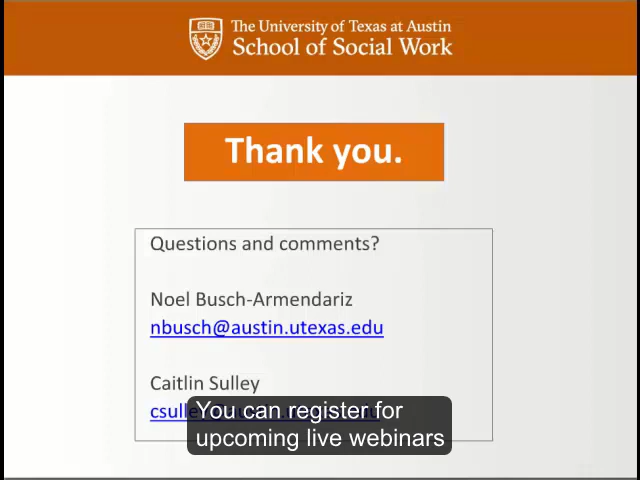 The University of Texas at Austin
School of Social Work
Thank you.
Questions and comments?
Noel Busch-Armendariz
nbusch@austin.utexas.edu
Caitlin Sulley
You can register for
upcoming live webinars